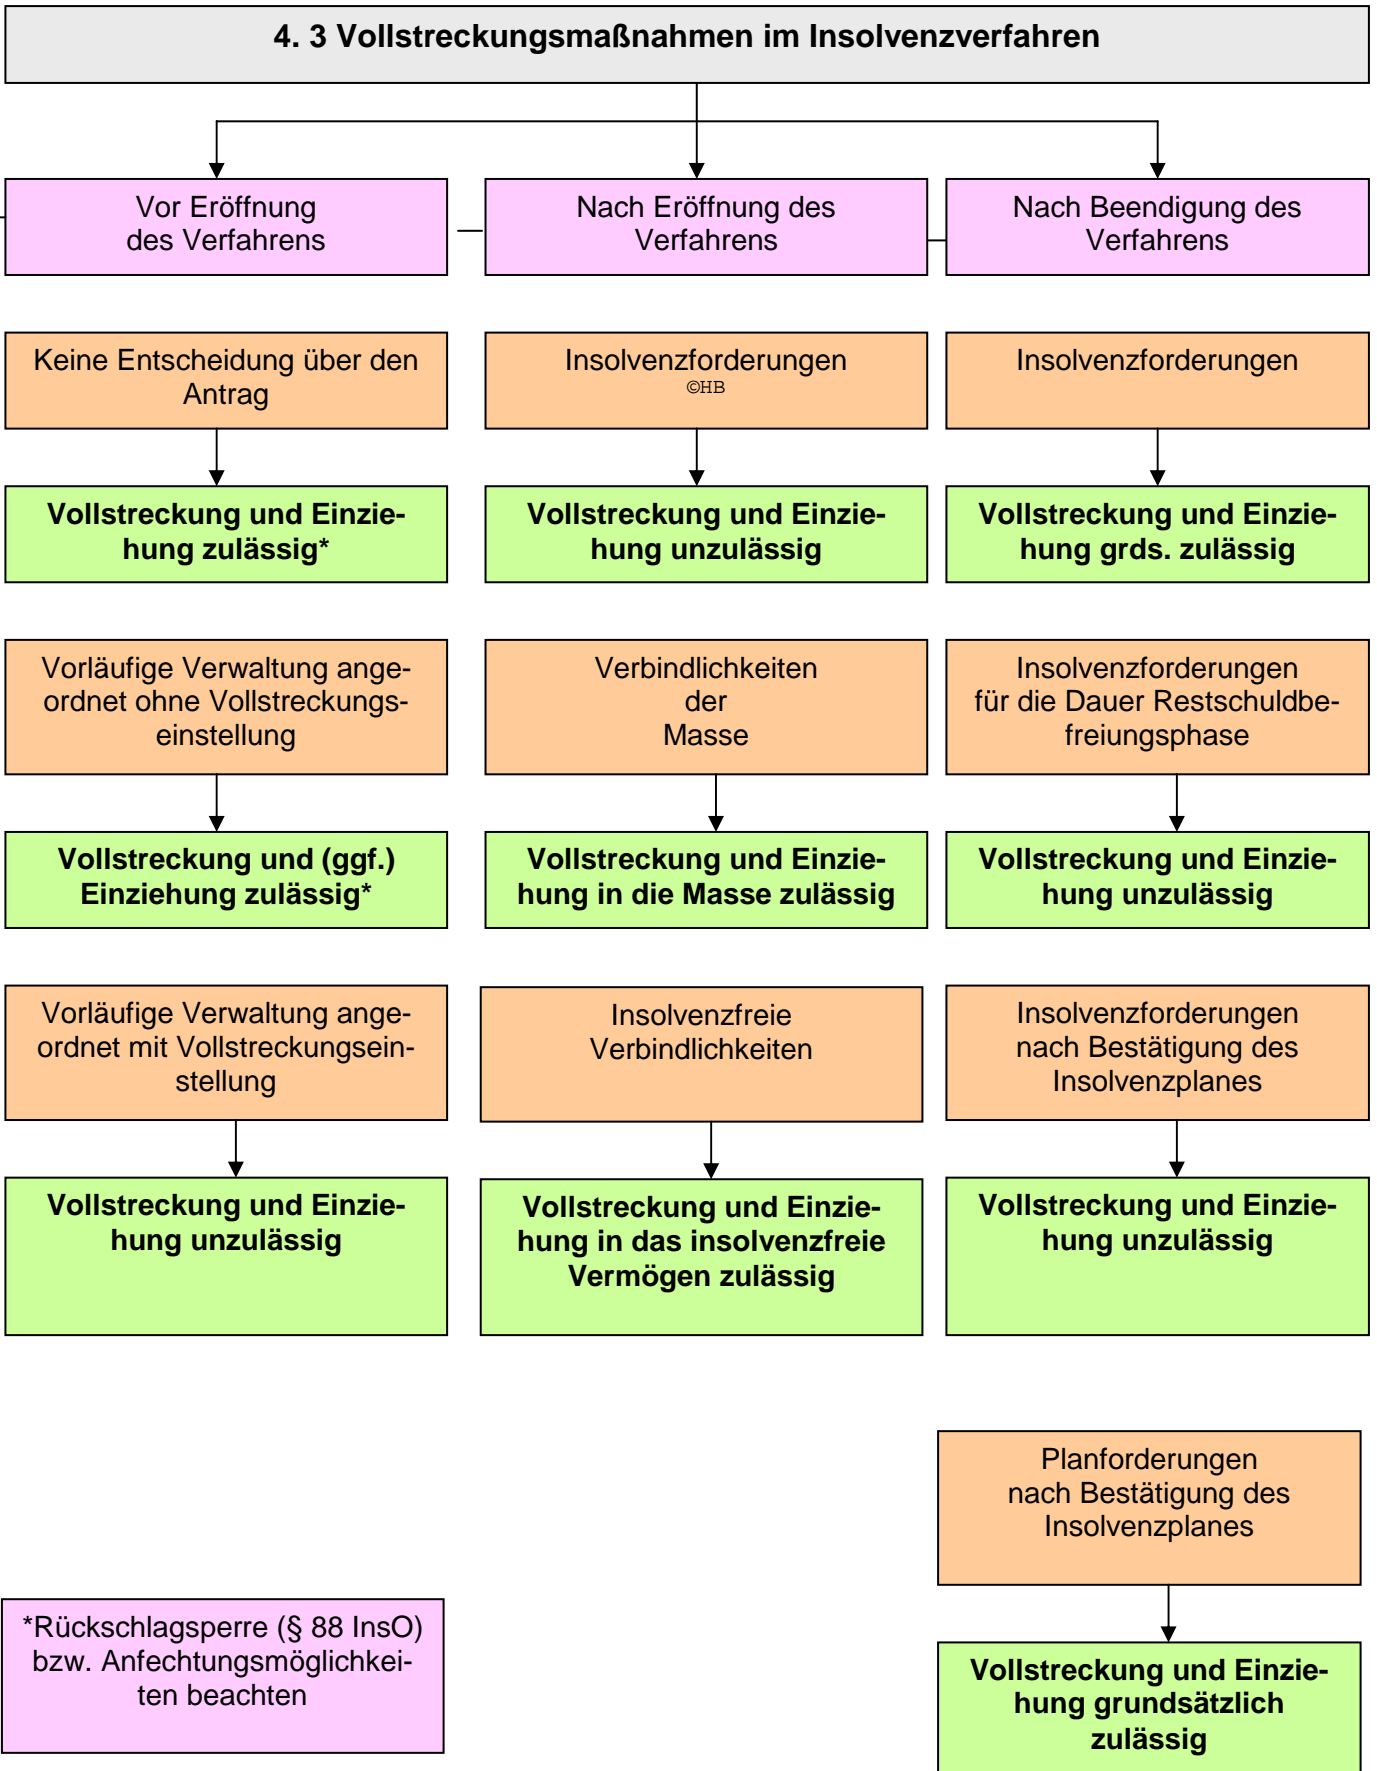 4. 3 Vollstreckungsmaßnahmen im Insolvenzverfahren
Vor Eröffnung
des Verfahrens
Nach Eröffnung des
Verfahrens
Nach Beendigung des
Verfahrens
Keine Entscheidung über den
Antrag
Insolvenzforderungen
©HB
Insolvenzforderungen
Vollstreckung und Einzie-
hung zulässig*
Vollstreckung und Einzie-
hung unzulässig
Vollstreckung und Einzie-
hung grds. zulässig
Vorläufige Verwaltung ange-
ordnet ohne Vollstreckungs-
einstellung
Verbindlichkeiten
der
Masse
Insolvenzforderungen
für die Dauer Restschuldbe-
freiungsphase
Vollstreckung und (ggf.)
Einziehung zulässig*
Vollstreckung und Einzie-
hung in die Masse zulässig
Vollstreckung und Einzie-
hung unzulässig
Vorläufige Verwaltung ange-
ordnet mit Vollstreckungsein-
stellung
Insolvenzfreie
Verbindlichkeiten
Insolvenzforderungen
nach Bestätigung des
Insolvenzplanes
Vollstreckung und Einzie-
hung unzulässig
Vollstreckung und Einzie-
hung in das insolvenzfreie
Vermögen zulässig
Vollstreckung und Einzie-
hung unzulässig
Planforderungen
nach Bestätigung des
Insolvenzplanes
*Rückschlagsperre (§ 88 InsO)
bzw. Anfechtungsmöglichkei-
ten beachten
Vollstreckung und Einzie-
hung grundsätzlich
zulässig